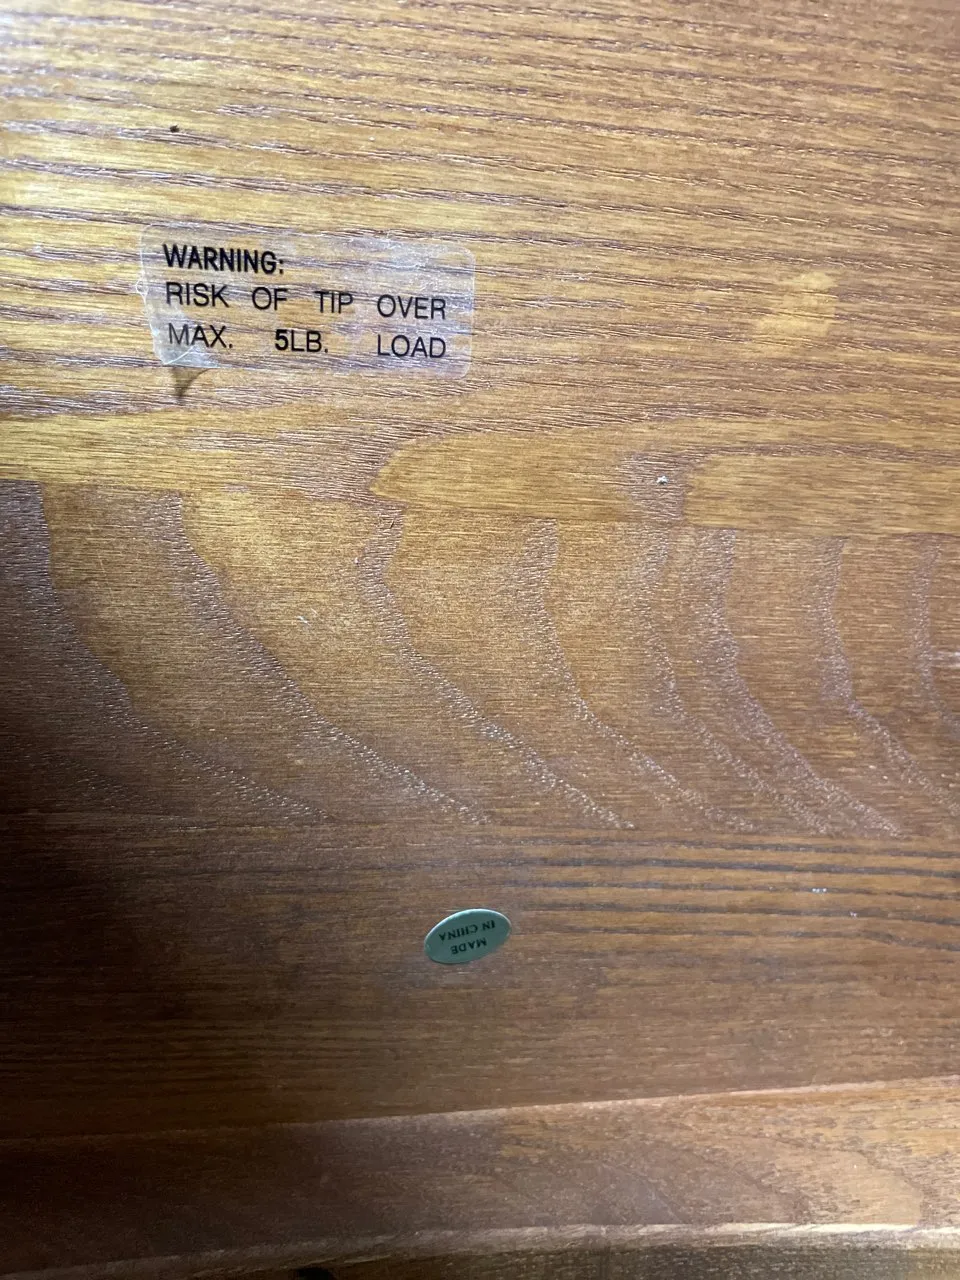 WARNING:
RISK OF TIP OVER
MAX. 5LB. LOAD
MADE
IN CHINA